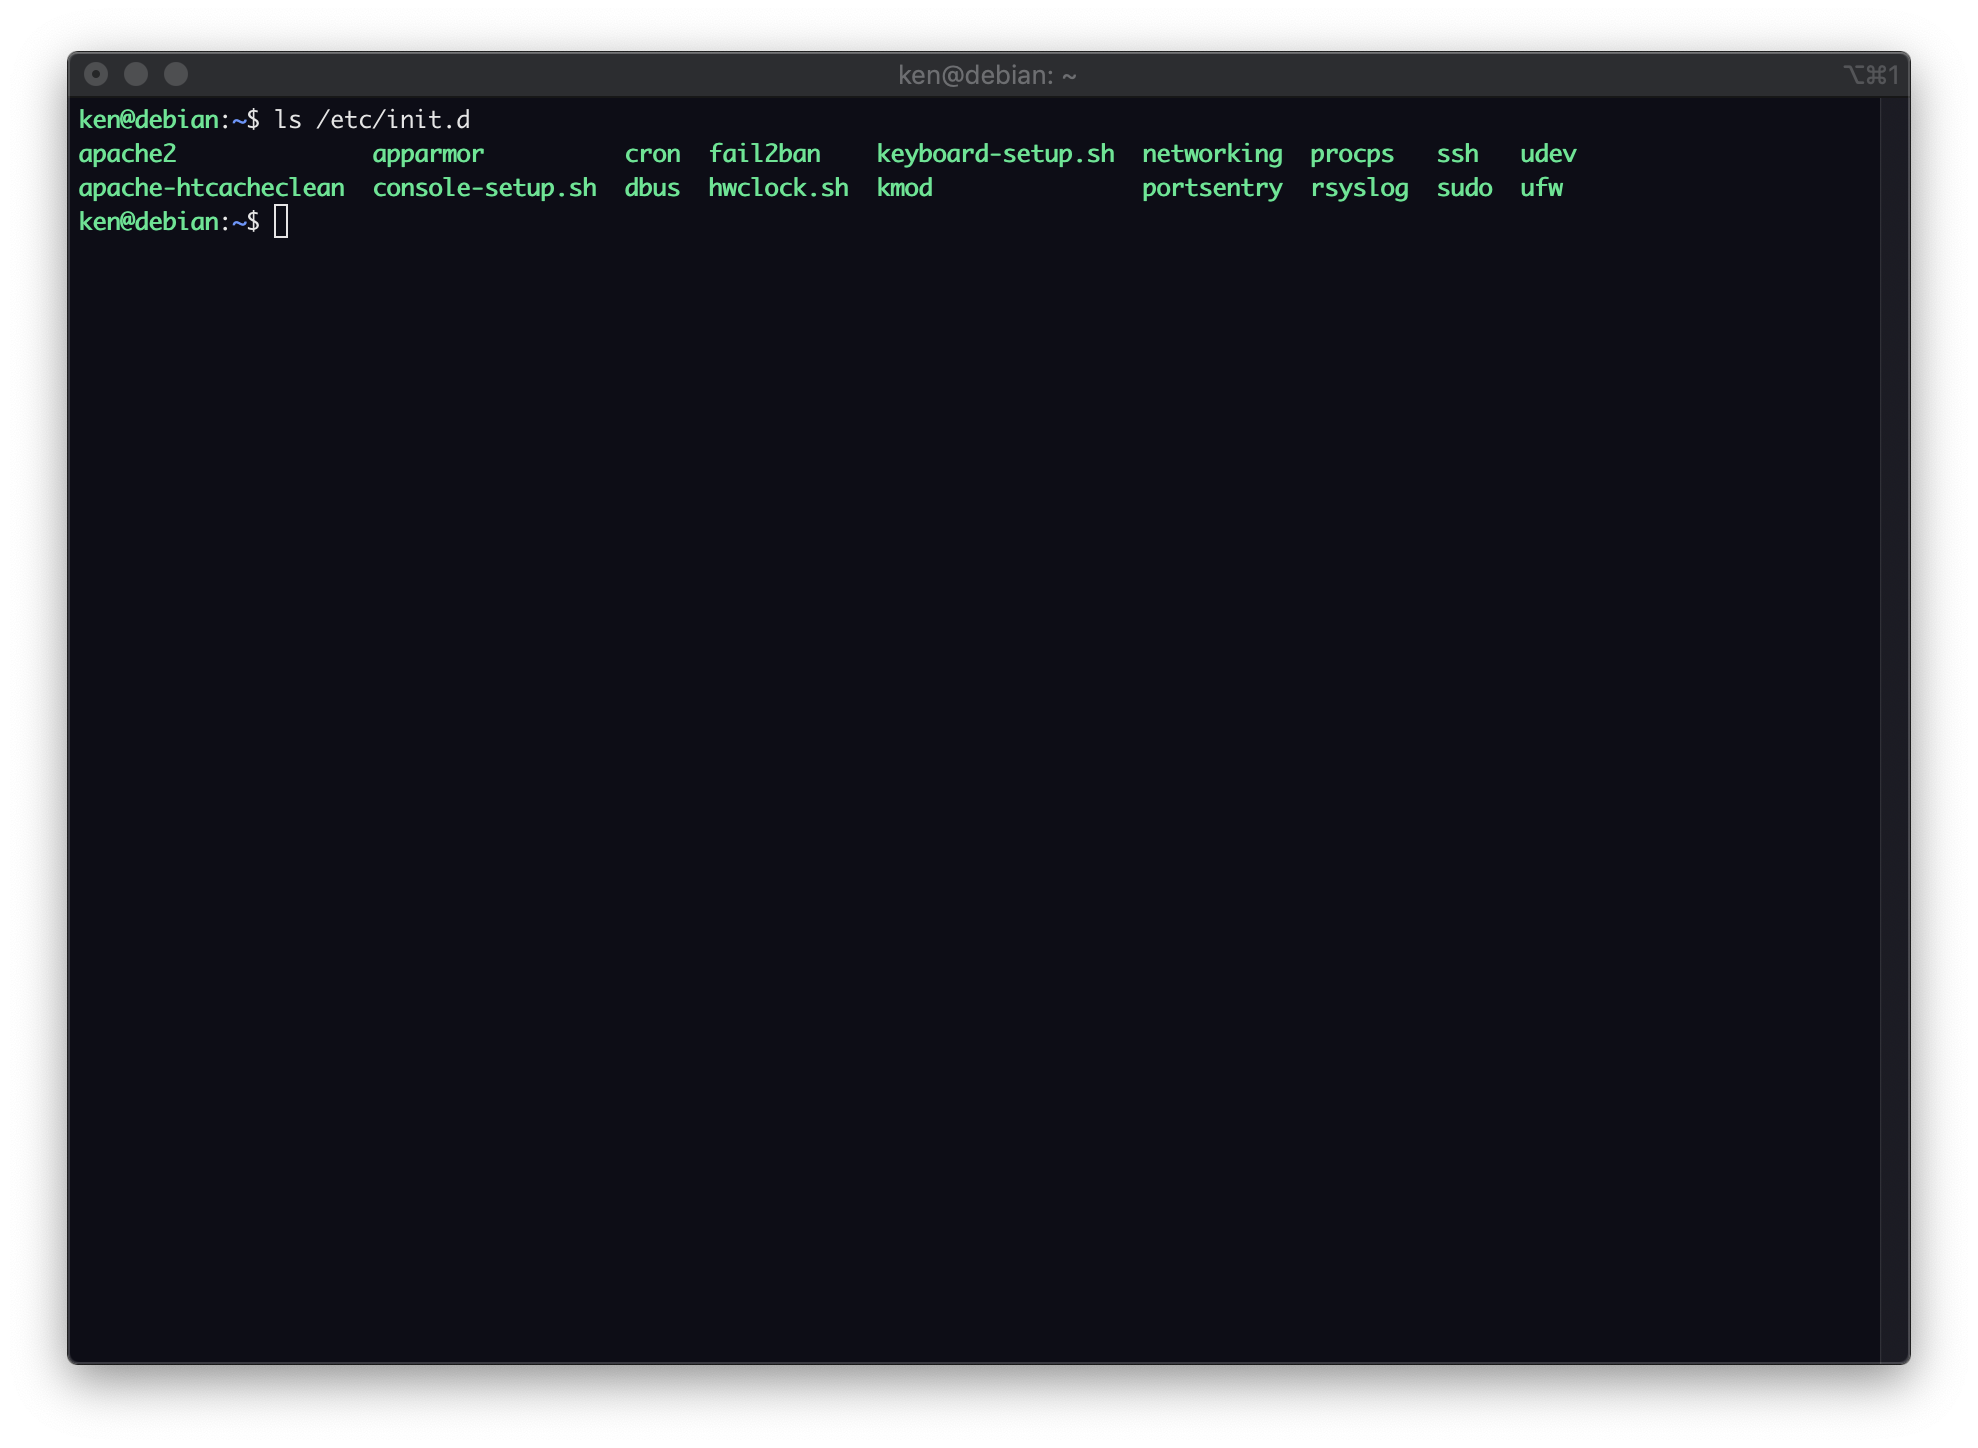 ken@debian: ~ ⌥⌘1
ken@debian:~$ ls /etc/init.d
apache2              apparmor          cron  fail2ban    keyboard-setup.sh  networking  procps   ssh   udev
apache-htcacheclean  console-setup.sh  dbus  hwclock.sh  kmod               portsentry  rsyslog  sudo  ufw
ken@debian:~$